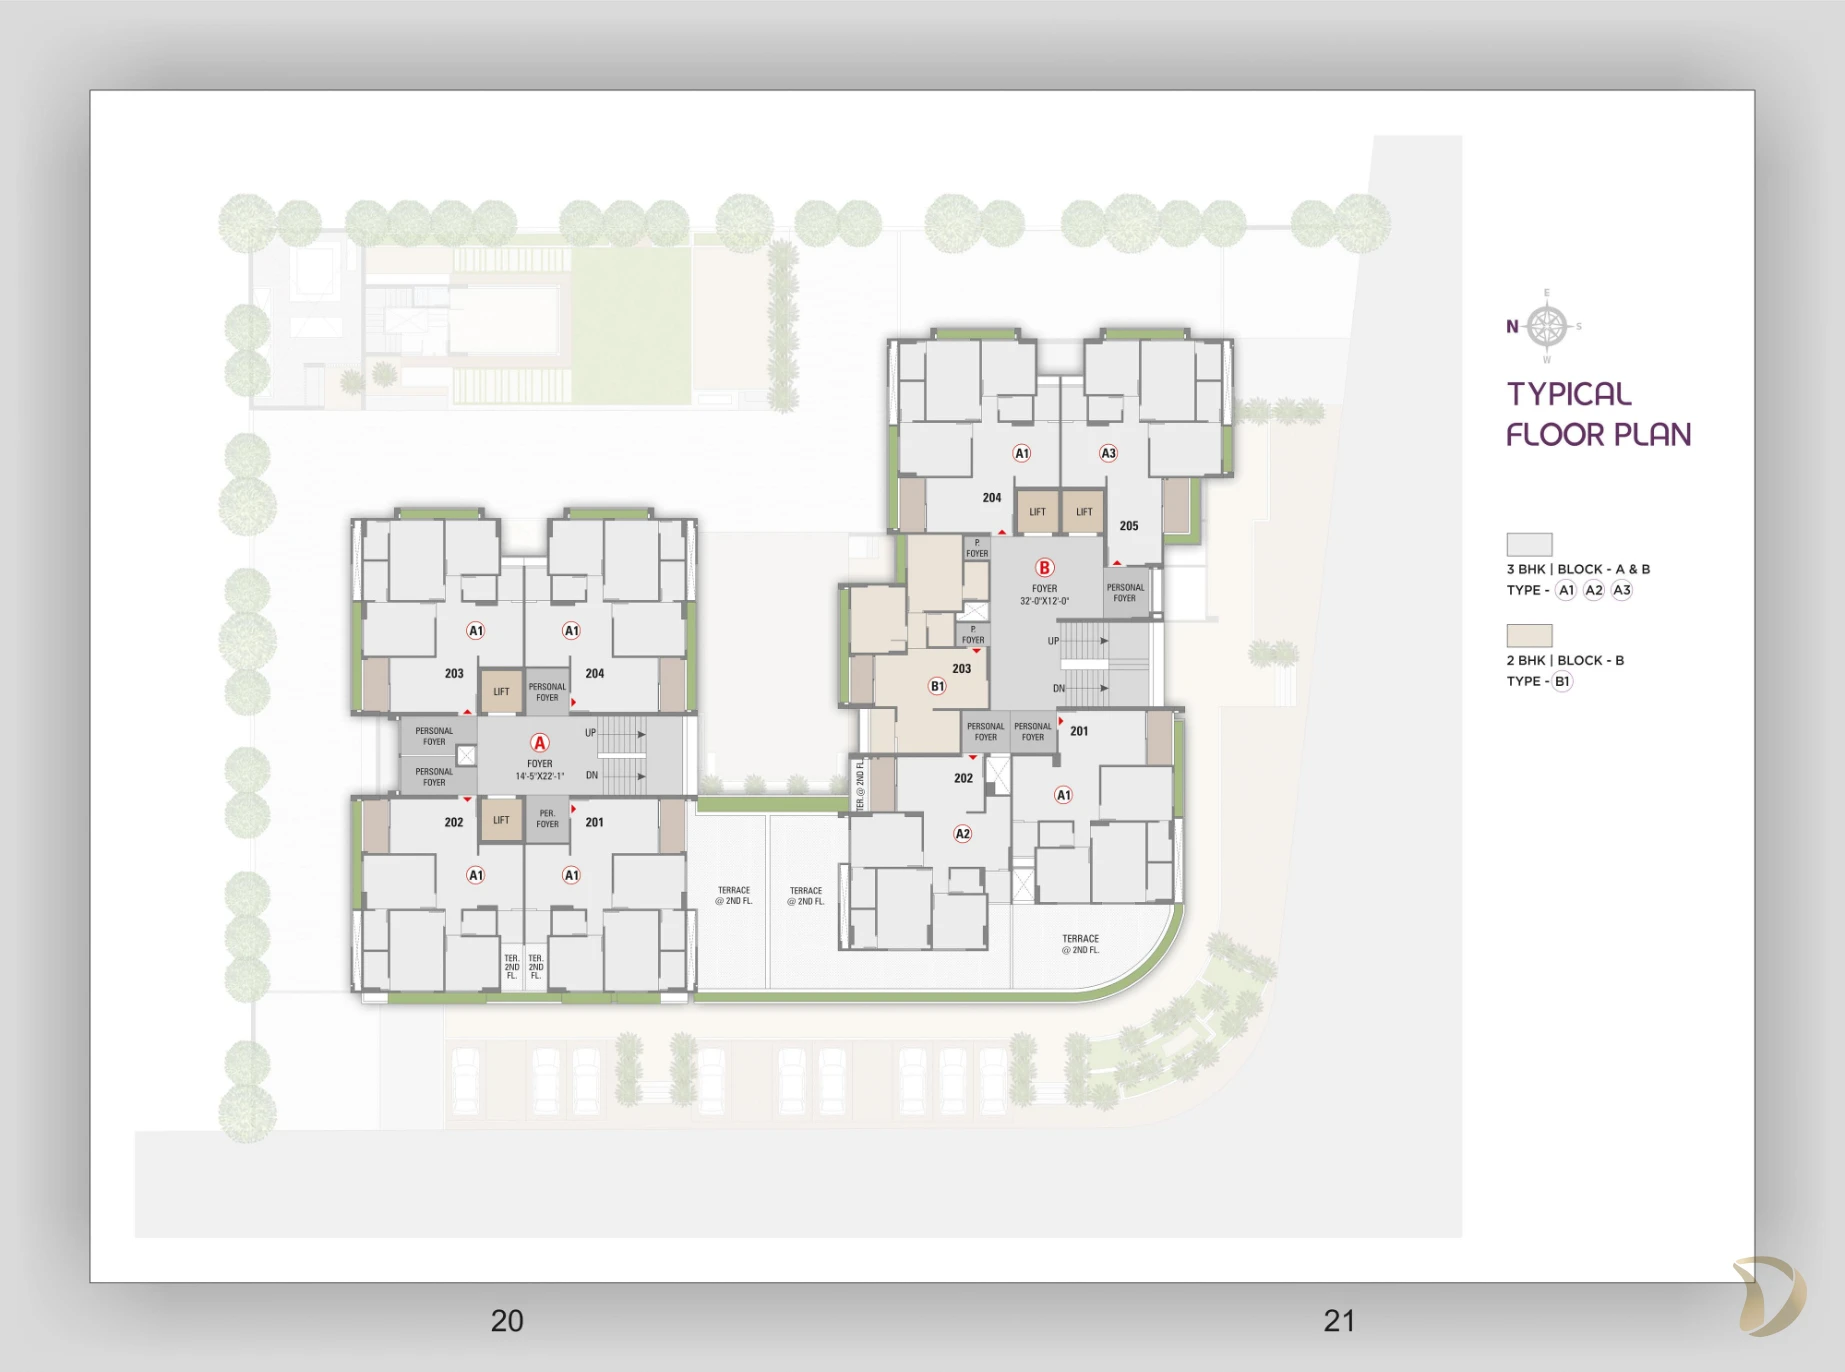 E
N
S
W
TYPICAL
FLOOR PLAN
3 BHK | BLOCK - A & B
TYPE - A1 A2 A3
2 BHK | BLOCK - B
TYPE - B1
A1
A3
204
LIFT
LIFT
205
P.
FOYER
B
FOYER
32'-0"X12'-0"
PERSONAL
FOYER
P.
FOYER
UP
DN
203
B1
PERSONAL
FOYER
PERSONAL
FOYER
201
202
TER.@ 2ND FL.
A1
A2
TERRACE
@ 2ND FL.
A1
A1
203
LIFT
PERSONAL
FOYER
204
PERSONAL
FOYER
A
UP
FOYER
14'-5"X22'-1"
PERSONAL
FOYER
DN
202
LIFT
PER.
FOYER
201
A1
A1
TER.
2ND
FL.
TER.
2ND
FL.
TERRACE
@ 2ND FL.
TERRACE
@ 2ND FL.
20
21